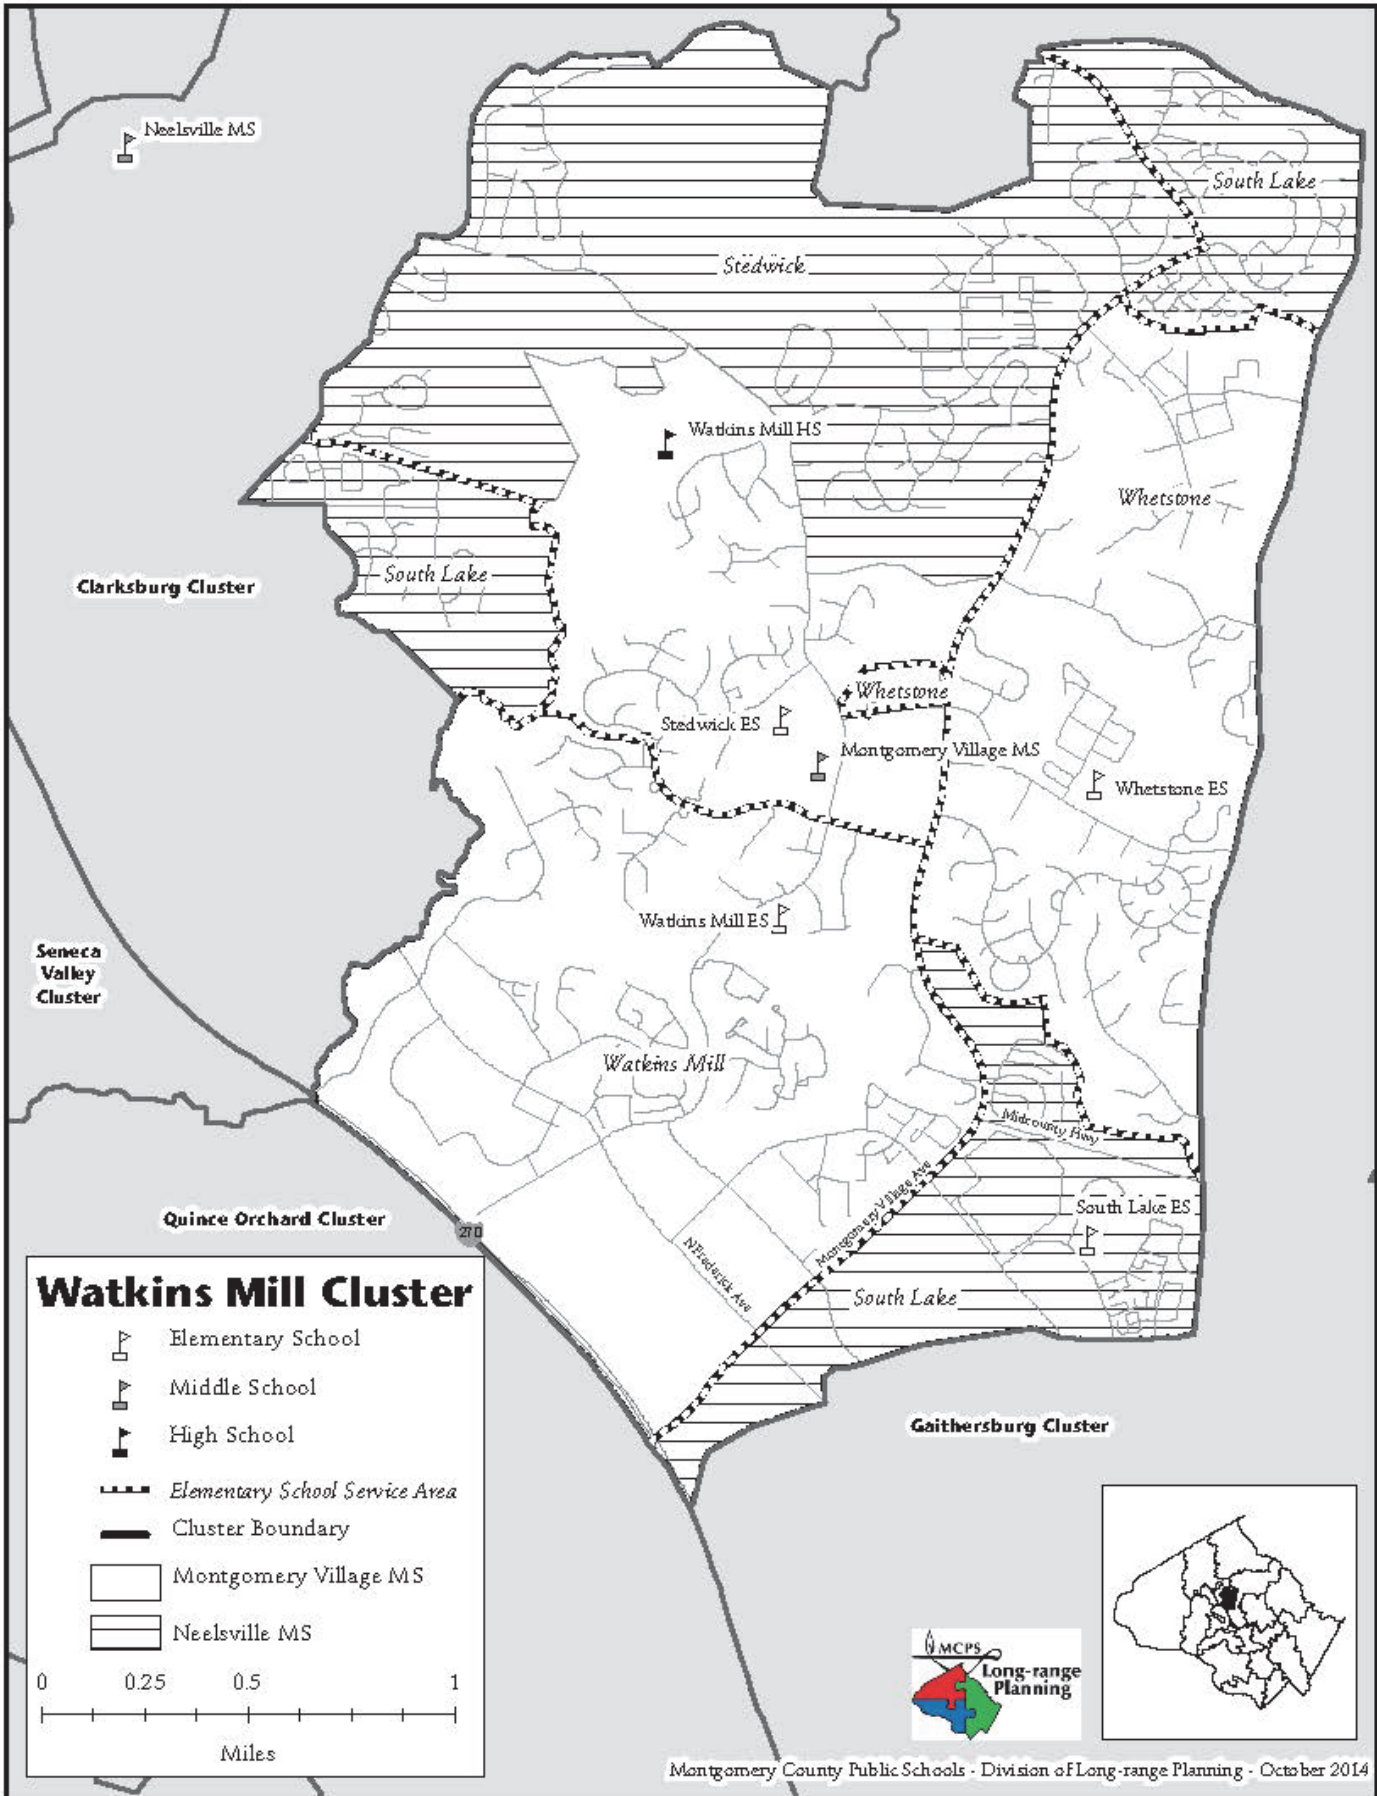 Neelsville MS
South Lake
Stedwick
Watkins Mill HS
Whetstone
South Lake
Clarksburg Cluster
Whetstone
Stedwick ES
Montgomery Village MS
Whetstone ES
Watkins Mill ES
Seneca
Valley
Cluster
Watkins Mill
Midcounty Hwy
Montgomery Village Ave
South Lake ES
Quince Orchard Cluster
270
N Frederick Ave
South Lake
Gaithersburg Cluster
Watkins Mill Cluster
Elementary School
Middle School
High School
Elementary School Service Area
Cluster Boundary
Montgomery Village MS
Neelsville MS
0 0.25 0.5 1
Miles
MCPS
Long-range
Planning
Montgomery County Public Schools - Division of Long-range Planning - October 2014